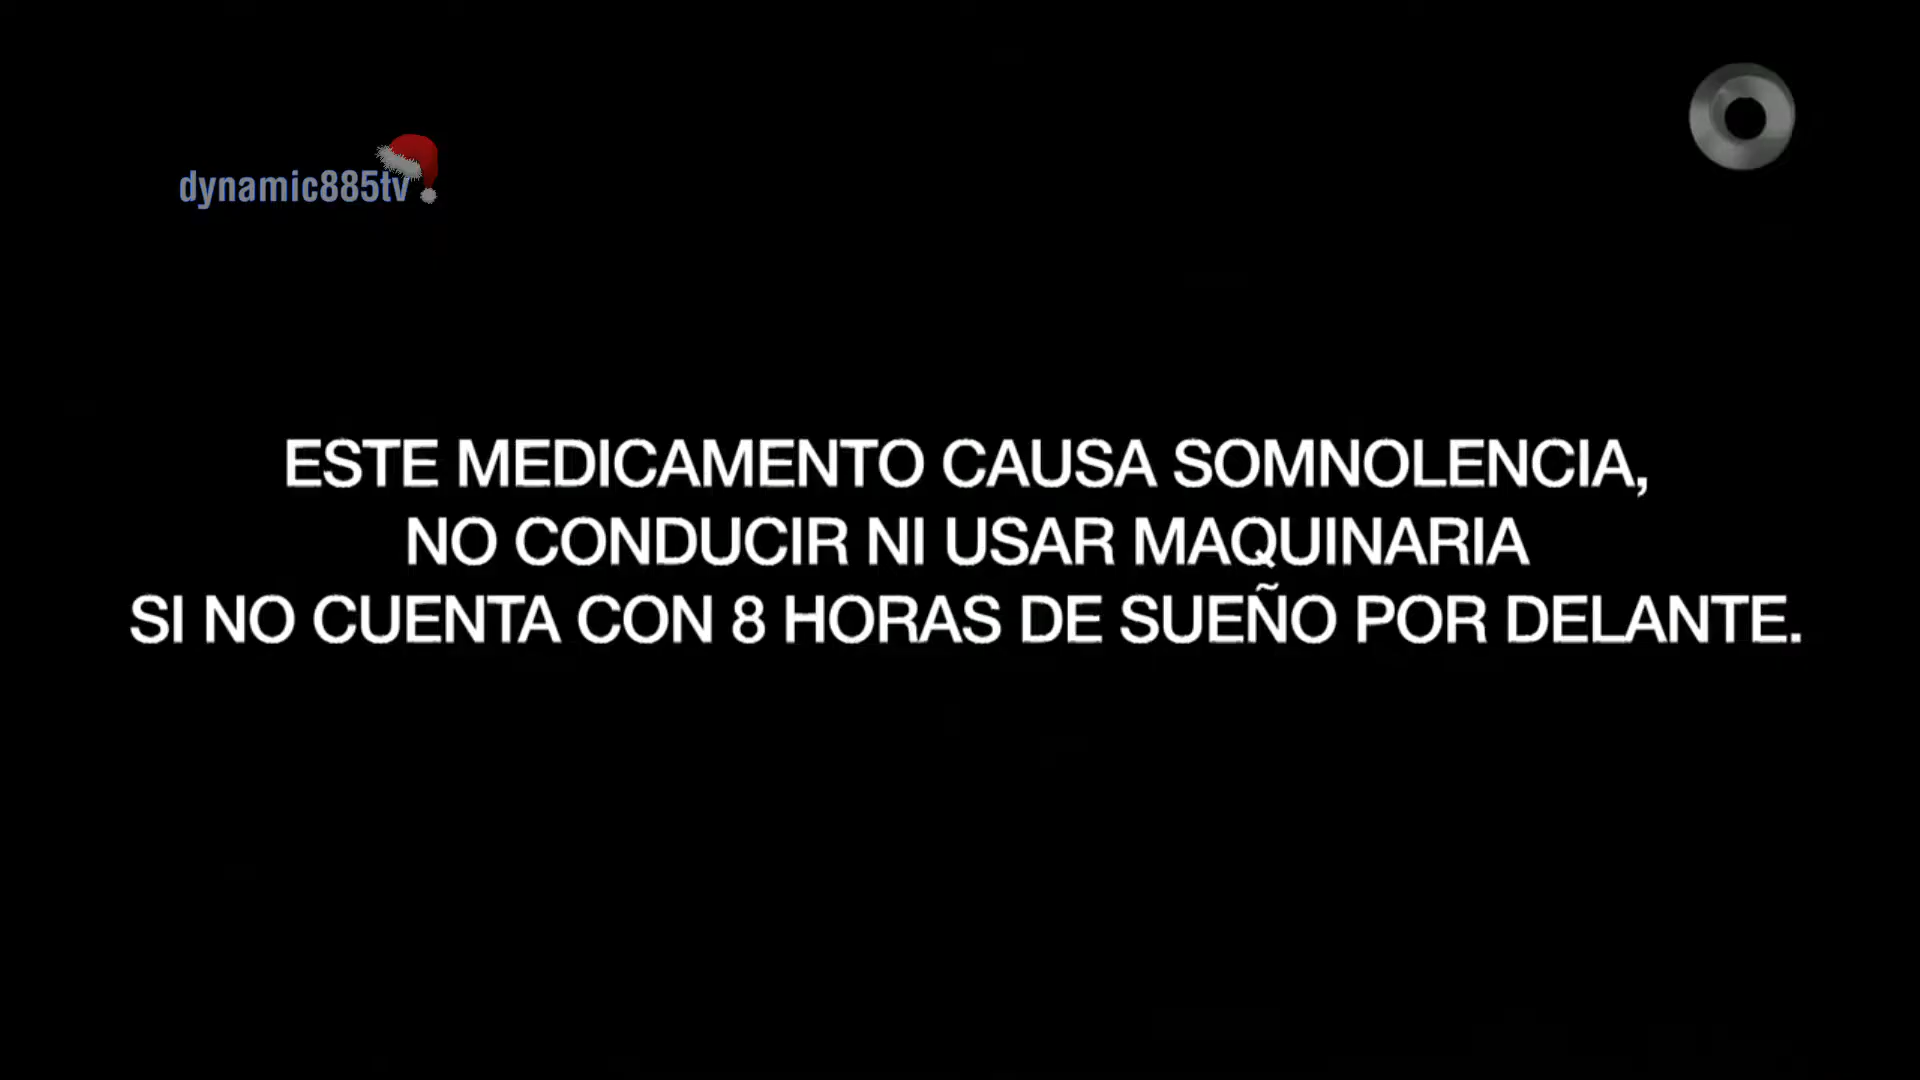 dynamic885tv
ESTE MEDICAMENTO CAUSA SOMNOLENCIA,
NO CONDUCIR NI USAR MAQUINARIA
SI NO CUENTA CON 8 HORAS DE SUEÑO POR DELANTE.